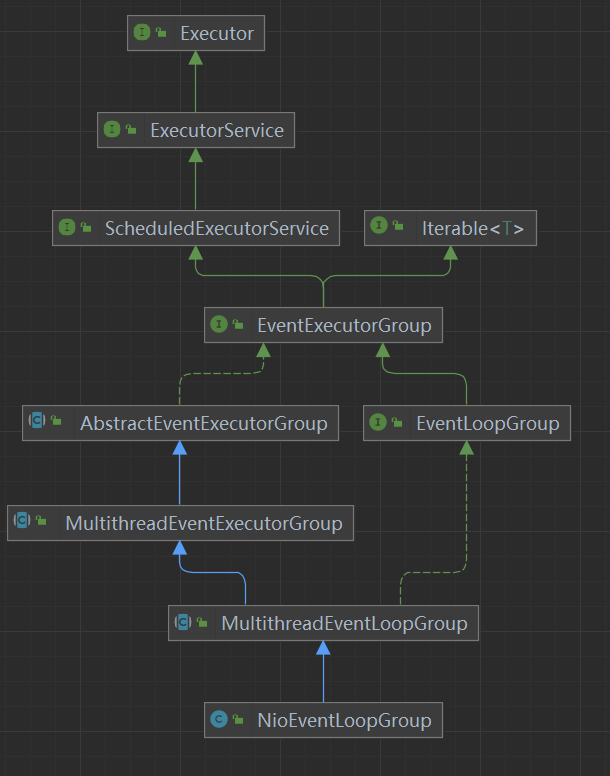 Executor
ExecutorService
ScheduledExecutorService
Iterable<T>
EventExecutorGroup
AbstractEventExecutorGroup
EventLoopGroup
MultithreadEventExecutorGroup
MultithreadEventLoopGroup
NioEventLoopGroup